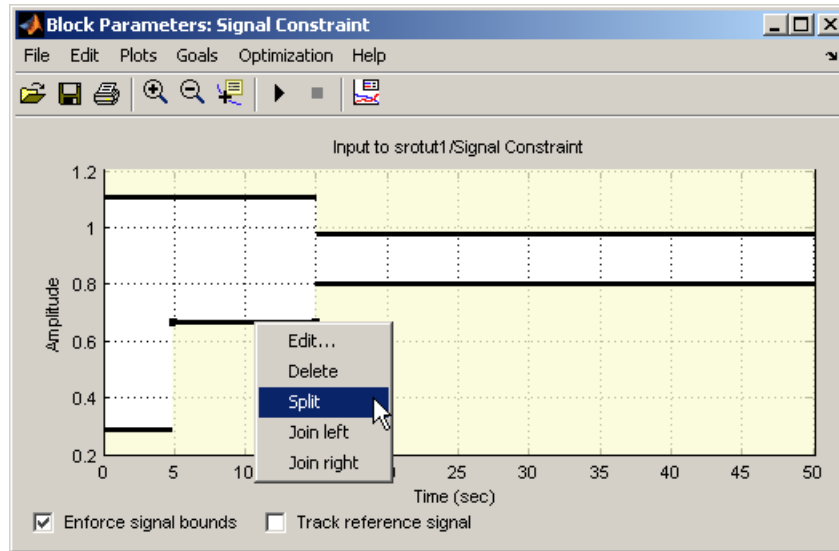 Block Parameters: Signal Constraint
File Edit Plots Goals Optimization Help
Input to srotut1/Signal Constraint
1.2
1
0.8
0.6
0.4
0.2
Amplitude
Edit...
Delete
Split
Join left
Join right
0 5 10 25 30 35 40 45 50
Time (sec)
Enforce signal bounds Track reference signal